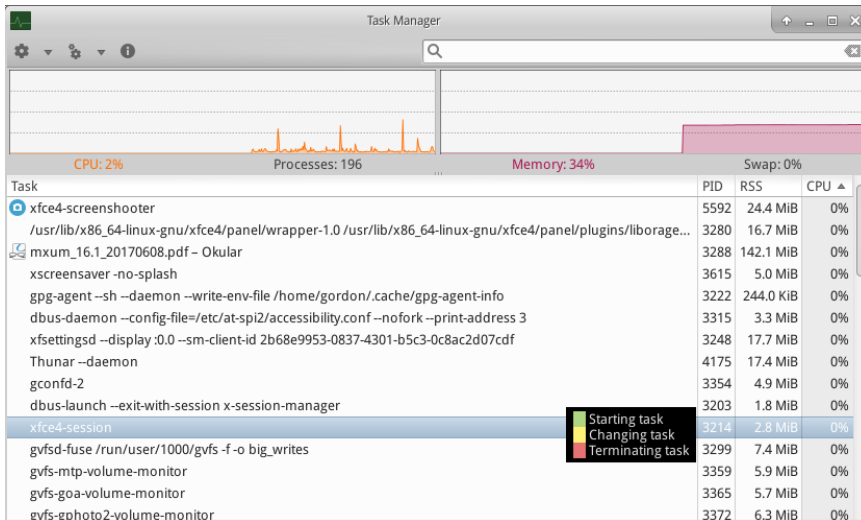 Task Manager
CPU: 2% Processes: 196 Memory: 34% Swap: 0%
Task PID RSS CPU
xfce4-screenshooter 5592 24.4 MiB 0%
/usr/lib/x86_64-linux-gnu/xfce4/panel/wrapper-1.0 /usr/lib/x86_64-linux-gnu/xfce4/panel/plugins/liborage... 3280 16.7 MiB 0%
mxum_16.1_20170608.pdf – Okular 3288 142.1 MiB 0%
xscreensaver -no-splash 3615 5.0 MiB 0%
gpg-agent --sh --daemon --write-env-file /home/gordon/.cache/gpg-agent-info 3222 244.0 KiB 0%
dbus-daemon --config-file=/etc/at-spi2/accessibility.conf --nofork --print-address 3 3315 3.3 MiB 0%
xfsettingsd --display :0.0 --sm-client-id 2b68e9953-0837-4301-b5c3-0c8ac2d07cdf 3248 17.7 MiB 0%
Thunar --daemon 4175 17.4 MiB 0%
gconfd-2 3354 4.9 MiB 0%
dbus-launch --exit-with-session x-session-manager 3203 1.8 MiB 0%
xfce4-session 3214 2.8 MiB 0%
Starting task
Changing task
Terminating task
gvfsd-fuse /run/user/1000/gvfs -f -o big_writes 3299 7.4 MiB 0%
gvfs-mtp-volume-monitor 3359 5.9 MiB 0%
gvfs-goa-volume-monitor 3365 5.7 MiB 0%
gvfs-gphoto2-volume-monitor 3372 6.3 MiB 0%